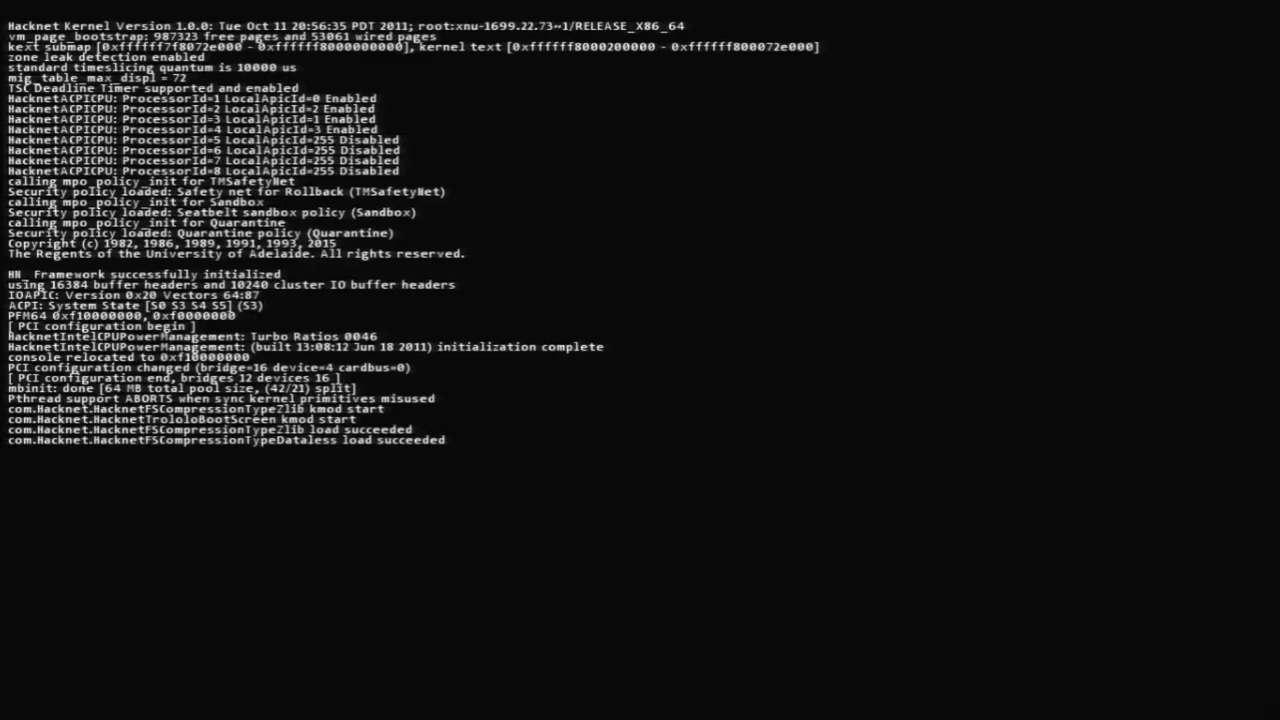 Hacknet Kernel Version 1.0.0: Tue Oct 11 20:56:35 PDT 2011; root:xnu-1699.22.73~1/RELEASE_X86_64
vm_page_bootstrap: 987323 free pages and 53061 wired pages
kext submap [0xffffff7f8072e000 - 0xffffff8000000000], kernel text [0xffffff8000200000 - 0xffffff800072e000]
zone leak detection enabled
standard timeslicing quantum is 10000 us
mig_table_max_displ = 72
TSC Deadline Timer supported and enabled
HacknetACPICPU: ProcessorId=1 LocalApicId=0 Enabled
HacknetACPICPU: ProcessorId=2 LocalApicId=2 Enabled
HacknetACPICPU: ProcessorId=3 LocalApicId=1 Enabled
HacknetACPICPU: ProcessorId=4 LocalApicId=3 Enabled
HacknetACPICPU: ProcessorId=5 LocalApicId=255 Disabled
HacknetACPICPU: ProcessorId=6 LocalApicId=255 Disabled
HacknetACPICPU: ProcessorId=7 LocalApicId=255 Disabled
HacknetACPICPU: ProcessorId=8 LocalApicId=255 Disabled
calling mpo_policy_init for TMSafetyNet
Security policy loaded: Safety net for Rollback (TMSafetyNet)
calling mpo_policy_init for Sandbox
Security policy loaded: Seatbelt sandbox policy (Sandbox)
calling mpo_policy_init for Quarantine
Security policy loaded: Quarantine policy (Quarantine)
Copyright (c) 1982, 1986, 1989, 1991, 1993, 2015
The Regents of the University of Adelaide. All rights reserved.
HN_ Framework successfully initialized
using 16384 buffer headers and 10240 cluster IO buffer headers
IOAPIC: Version 0x20 Vectors 64:87
ACPI: System State [S0 S3 S4 S5] (S3)
PFM64 0xf10000000, 0xf0000000
[ PCI configuration begin ]
HacknetIntelCPUPowerManagement: Turbo Ratios 0046
HacknetIntelCPUPowerManagement: (built 13:08:12 Jun 18 2011) initialization complete
console relocated to 0xf10000000
PCI configuration changed (bridge=16 device=4 cardbus=0)
[ PCI configuration end, bridges 12 devices 16 ]
mbinit: done [64 MB total pool size, (42/21) split]
Pthread support ABORTS when sync kernel primitives misused
com.Hacknet.HacknetFSCompressionTypeZlib kmod start
com.Hacknet.HacknetTrololoBootScreen kmod start
com.Hacknet.HacknetFSCompressionTypeZlib load succeeded
com.Hacknet.HacknetFSCompressionTypeDataless load succeeded